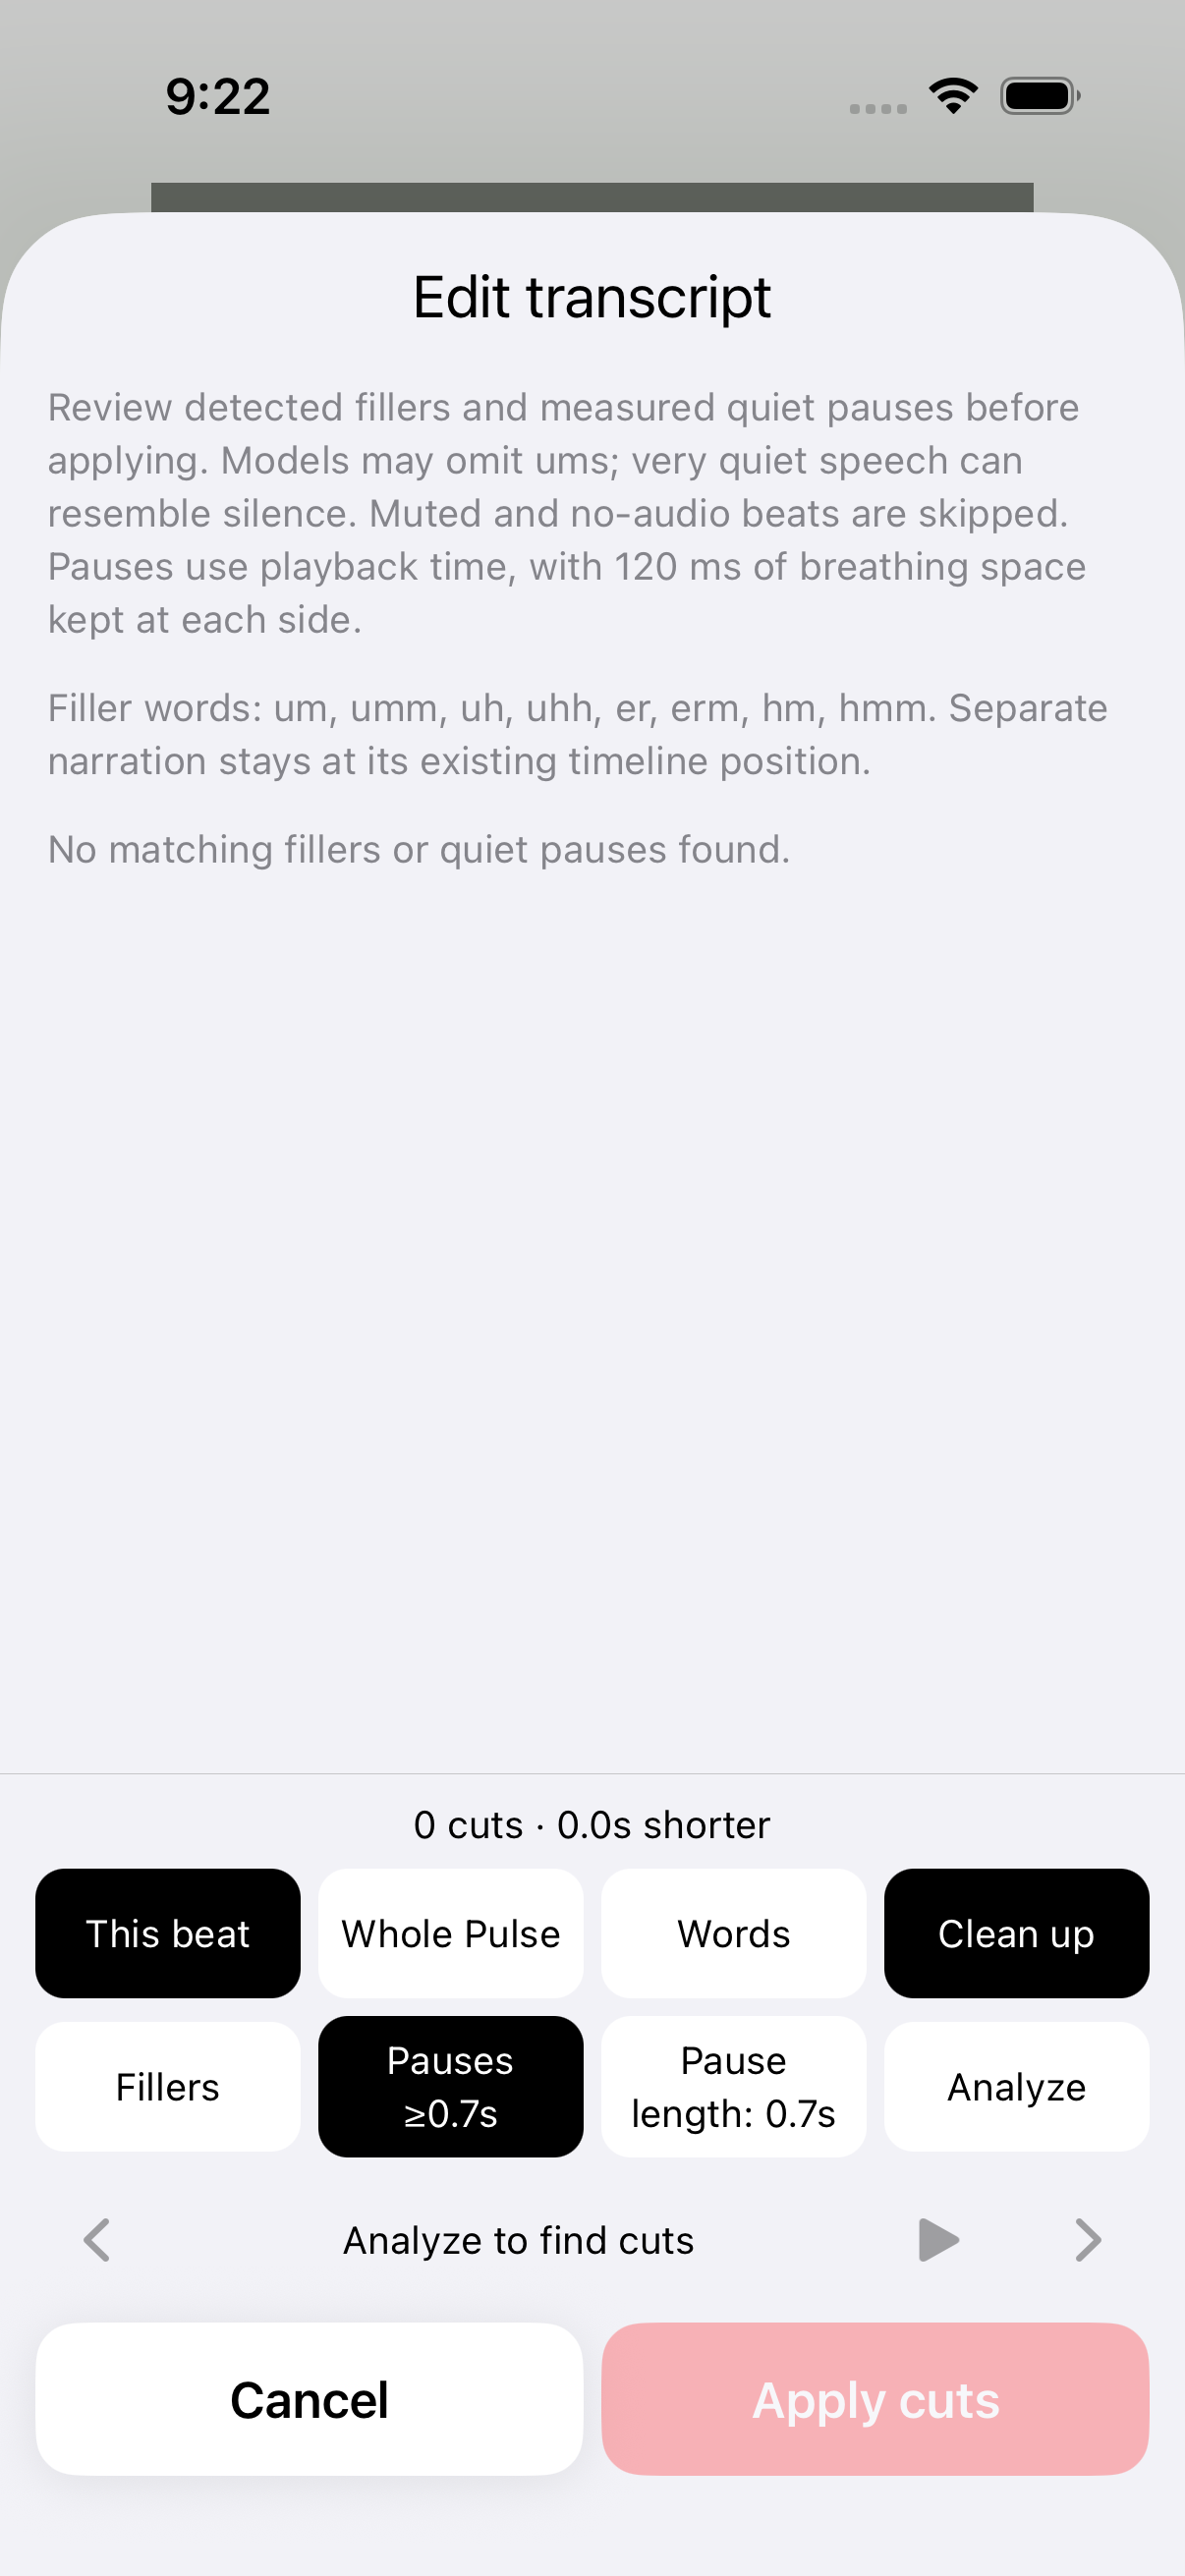 9:22
Edit transcript
Review detected fillers and measured quiet pauses before
applying. Models may omit ums; very quiet speech can
resemble silence. Muted and no-audio beats are skipped.
Pauses use playback time, with 120 ms of breathing space
kept at each side.
Filler words: um, umm, uh, uhh, er, erm, hm, hmm. Separate
narration stays at its existing timeline position.
No matching fillers or quiet pauses found.
0 cuts · 0.0s shorter
This beat
Whole Pulse
Words
Clean up
Fillers
Pauses
≥0.7s
Pause
length: 0.7s
Analyze
Analyze to find cuts
Cancel
Apply cuts